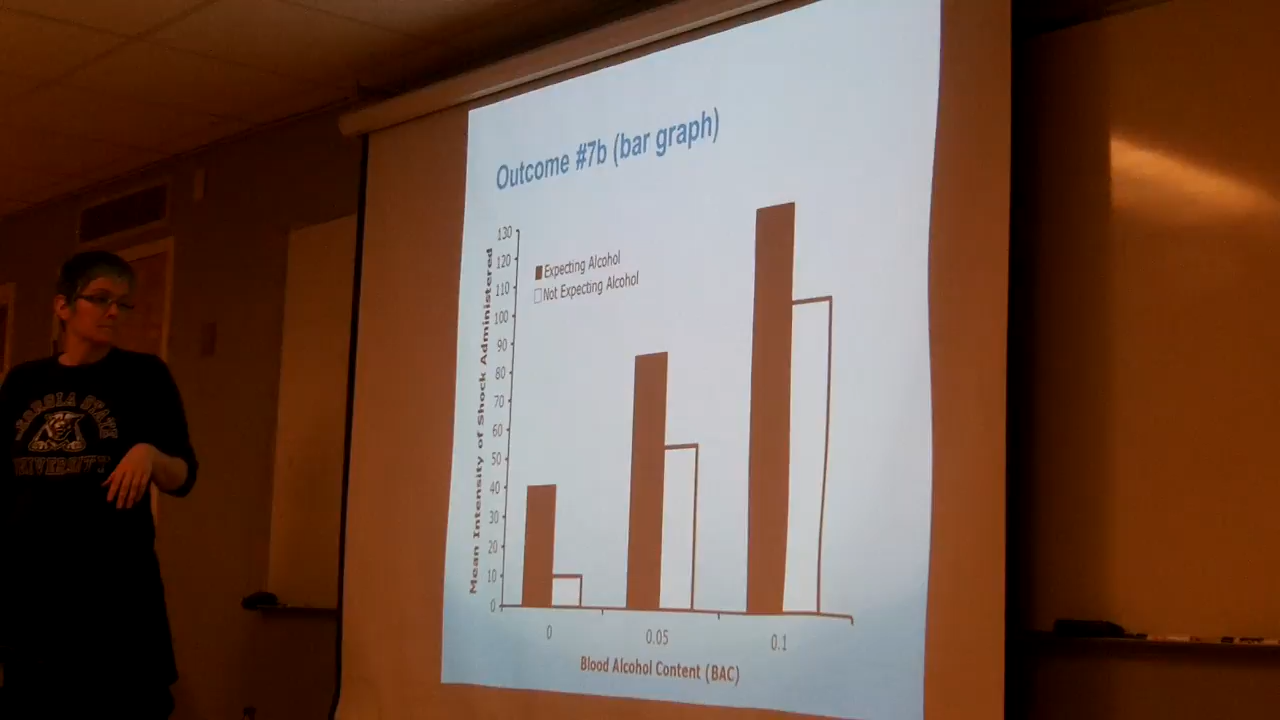 Outcome #7b (bar graph)
130
120
110
100
90
80
70
60
50
40
30
20
10
0
Mean Intensity of Shock Administered
Expecting Alcohol
Not Expecting Alcohol
0
0.05
0.1
Blood Alcohol Content (BAC)
GEORGIA STATE
UNIVERSITY